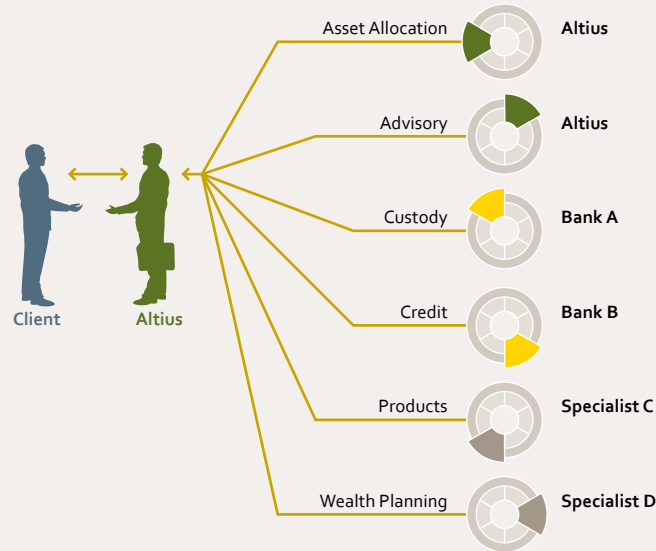 Asset Allocation Altius
Advisory Altius
Custody Bank A
Credit Bank B
Client Altius
Products Specialist C
Wealth Planning Specialist D